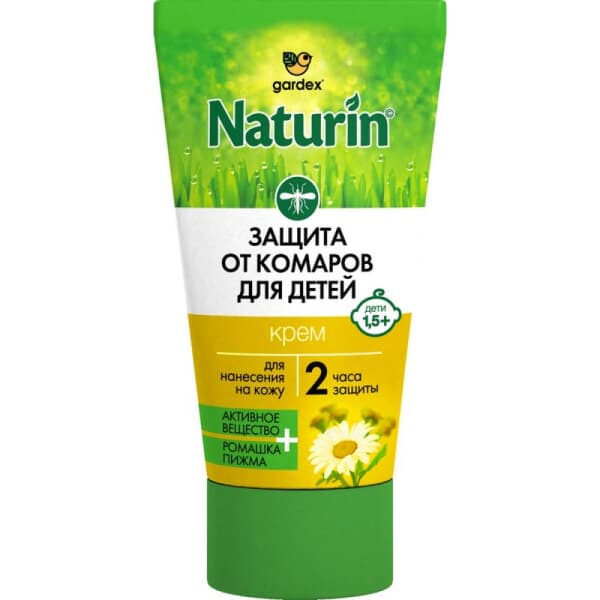 gardex®
Naturin©
ЗАЩИТА
ОТ КОМАРОВ
ДЛЯ ДЕТЕЙ
дети
1,5+
крем
для
нанесения
на кожу
2 часа
защиты
АКТИВНОЕ
ВЕЩЕСТВО
+
РОМАШКА
ПИЖМА